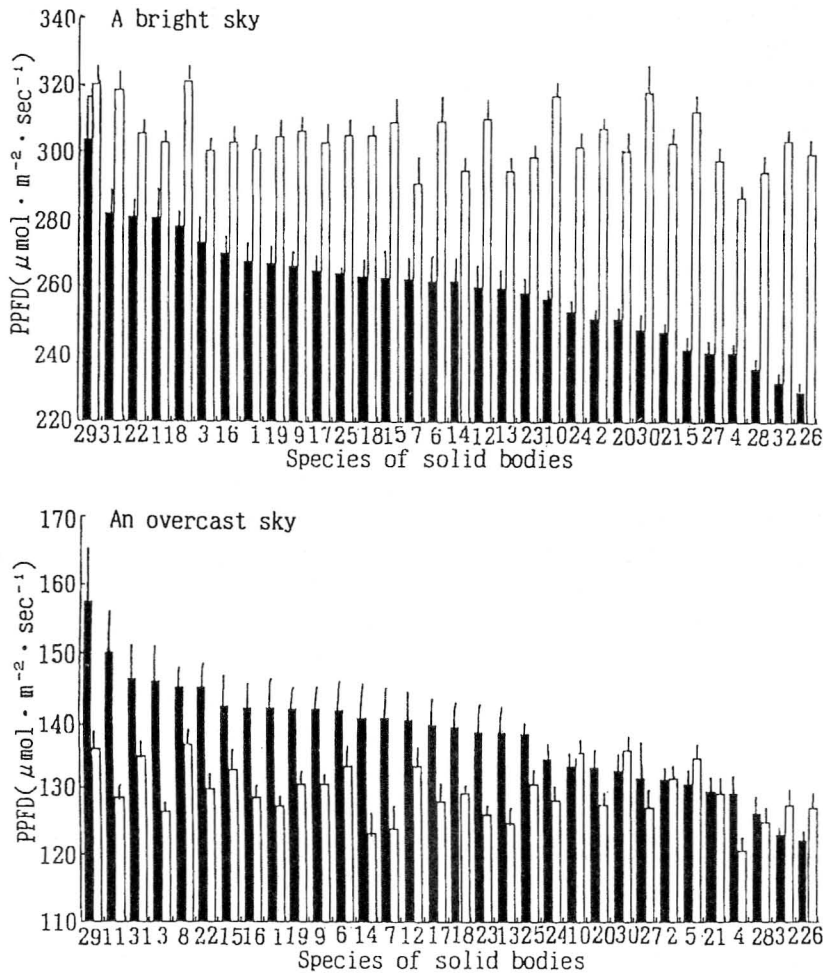 A bright sky
340
320
300
280
260
240
220
PPFD(μmol・m⁻²・sec⁻¹)
29 31 22 11 8 3 16 1 19 9 17 25 18 15 7 6 14 12 13 23 10 24 2 20 30 21 5 27 4 28 32 26
Species of solid bodies
An overcast sky
170
160
150
140
130
120
110
PPFD(μmol・m⁻²・sec⁻¹)
29 11 31 3 8 22 15 16 1 19 9 6 14 7 12 17 18 23 13 25 24 10 20 30 27 2 5 21 4 28 32 26
Species of solid bodies